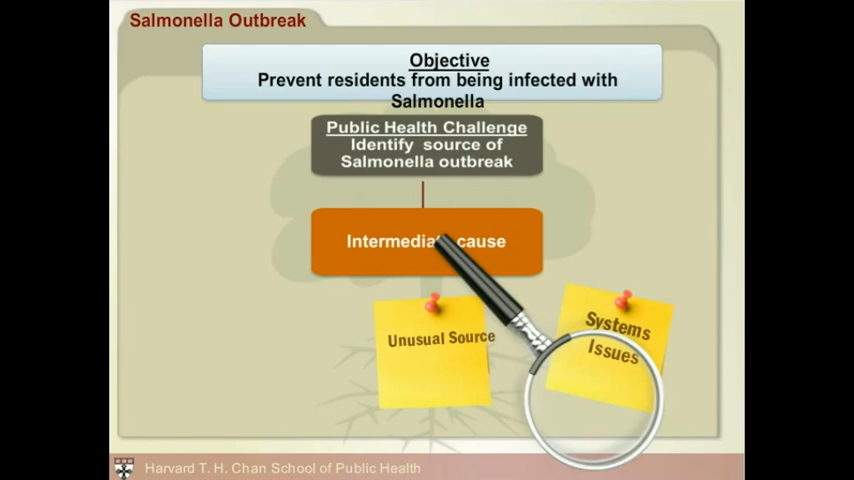 Salmonella Outbreak
Objective
Prevent residents from being infected with
Salmonella
Public Health Challenge
Identify source of
Salmonella outbreak
Intermediate cause
Unusual Source
Systems
Issues
Harvard T. H. Chan School of Public Health